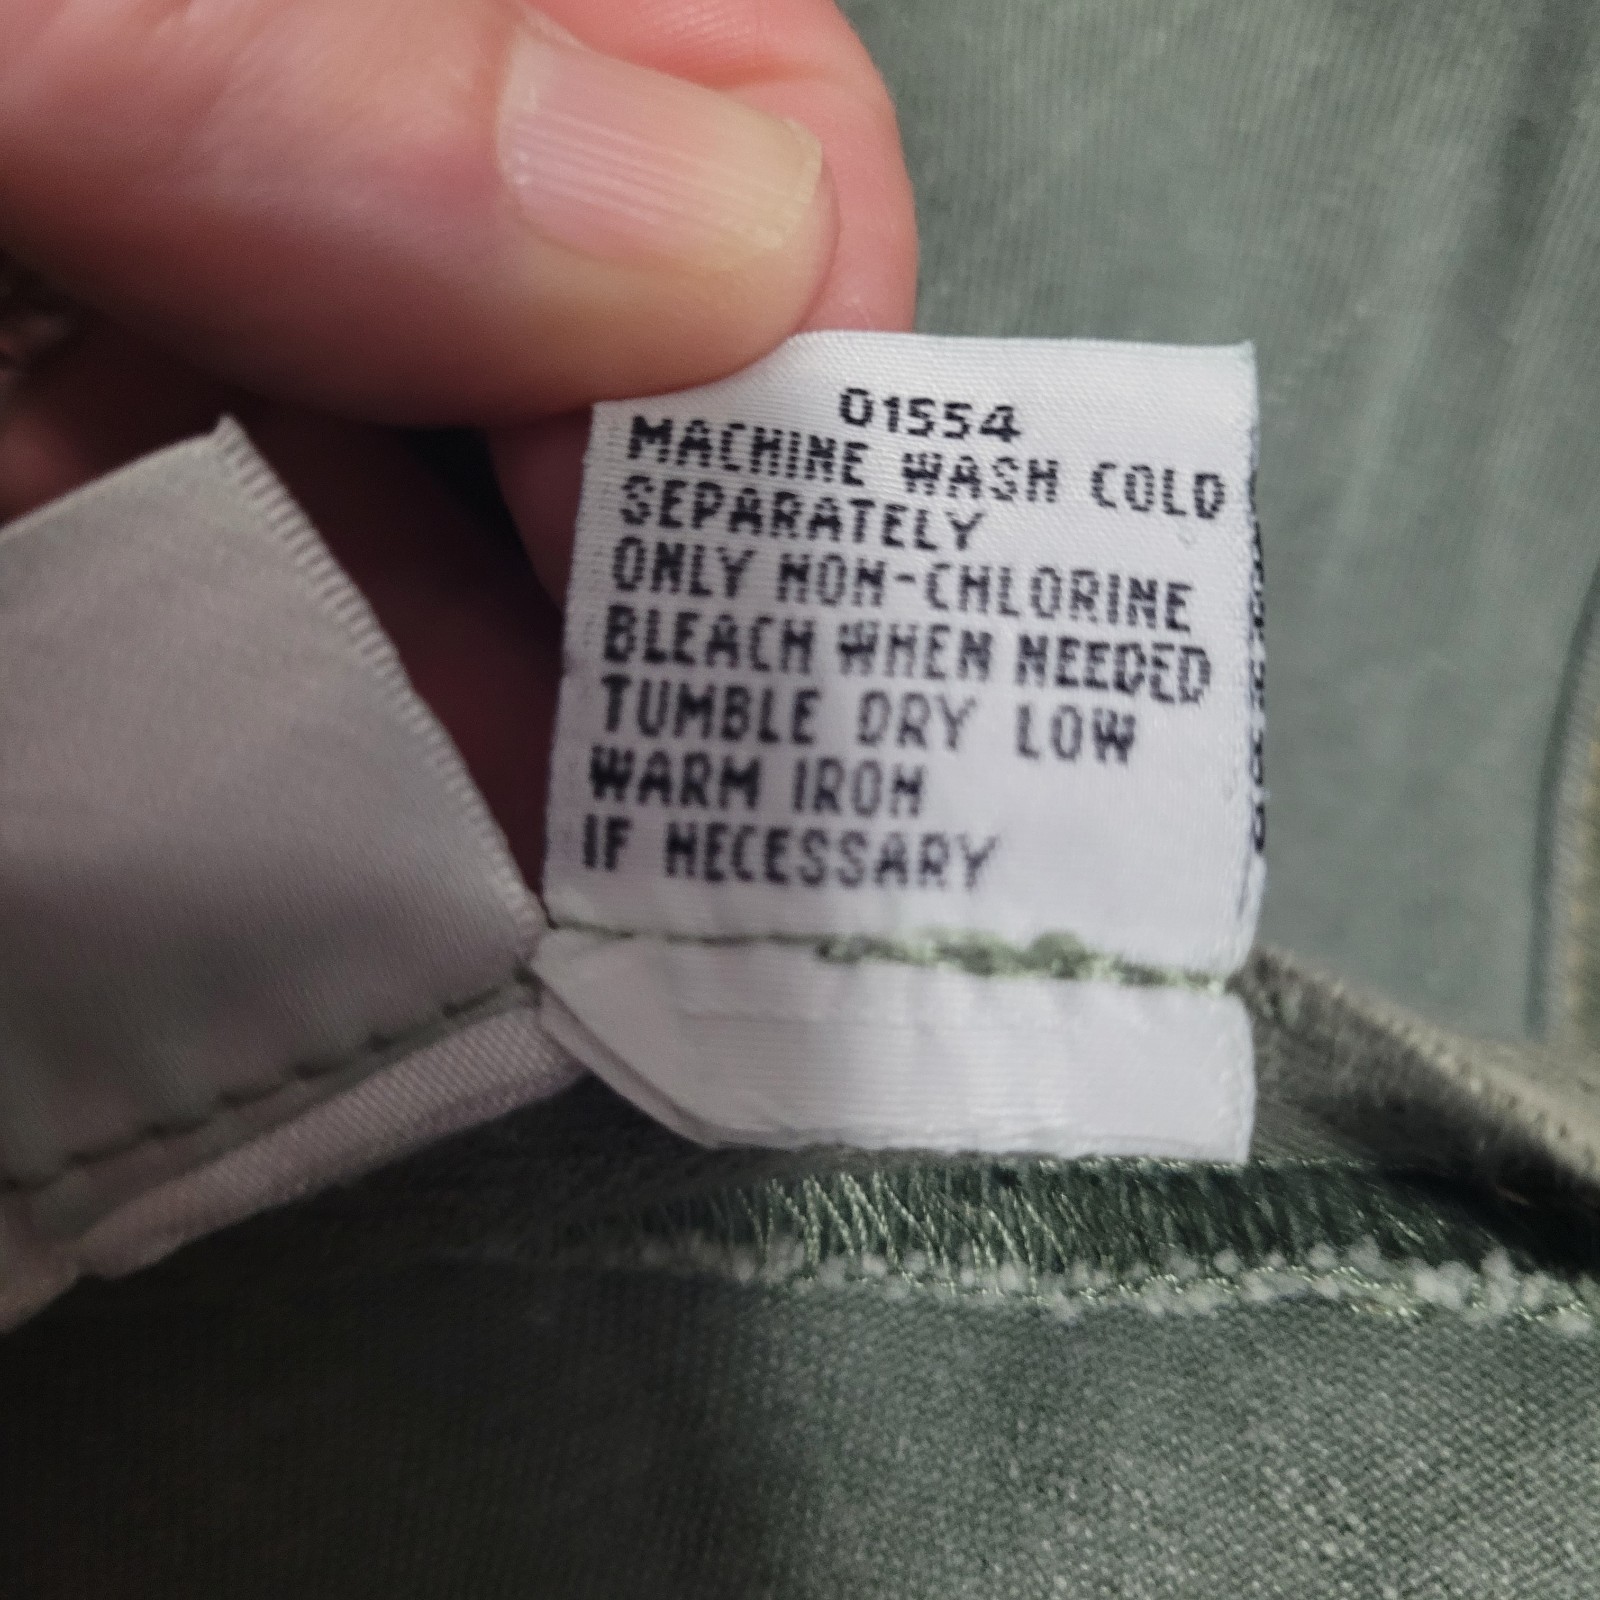 01554
MACHINE WASH COLD
SEPARATELY
ONLY NON-CHLORINE
BLEACH WHEN NEEDED
TUMBLE DRY LOW
WARM IRON
IF NECESSARY